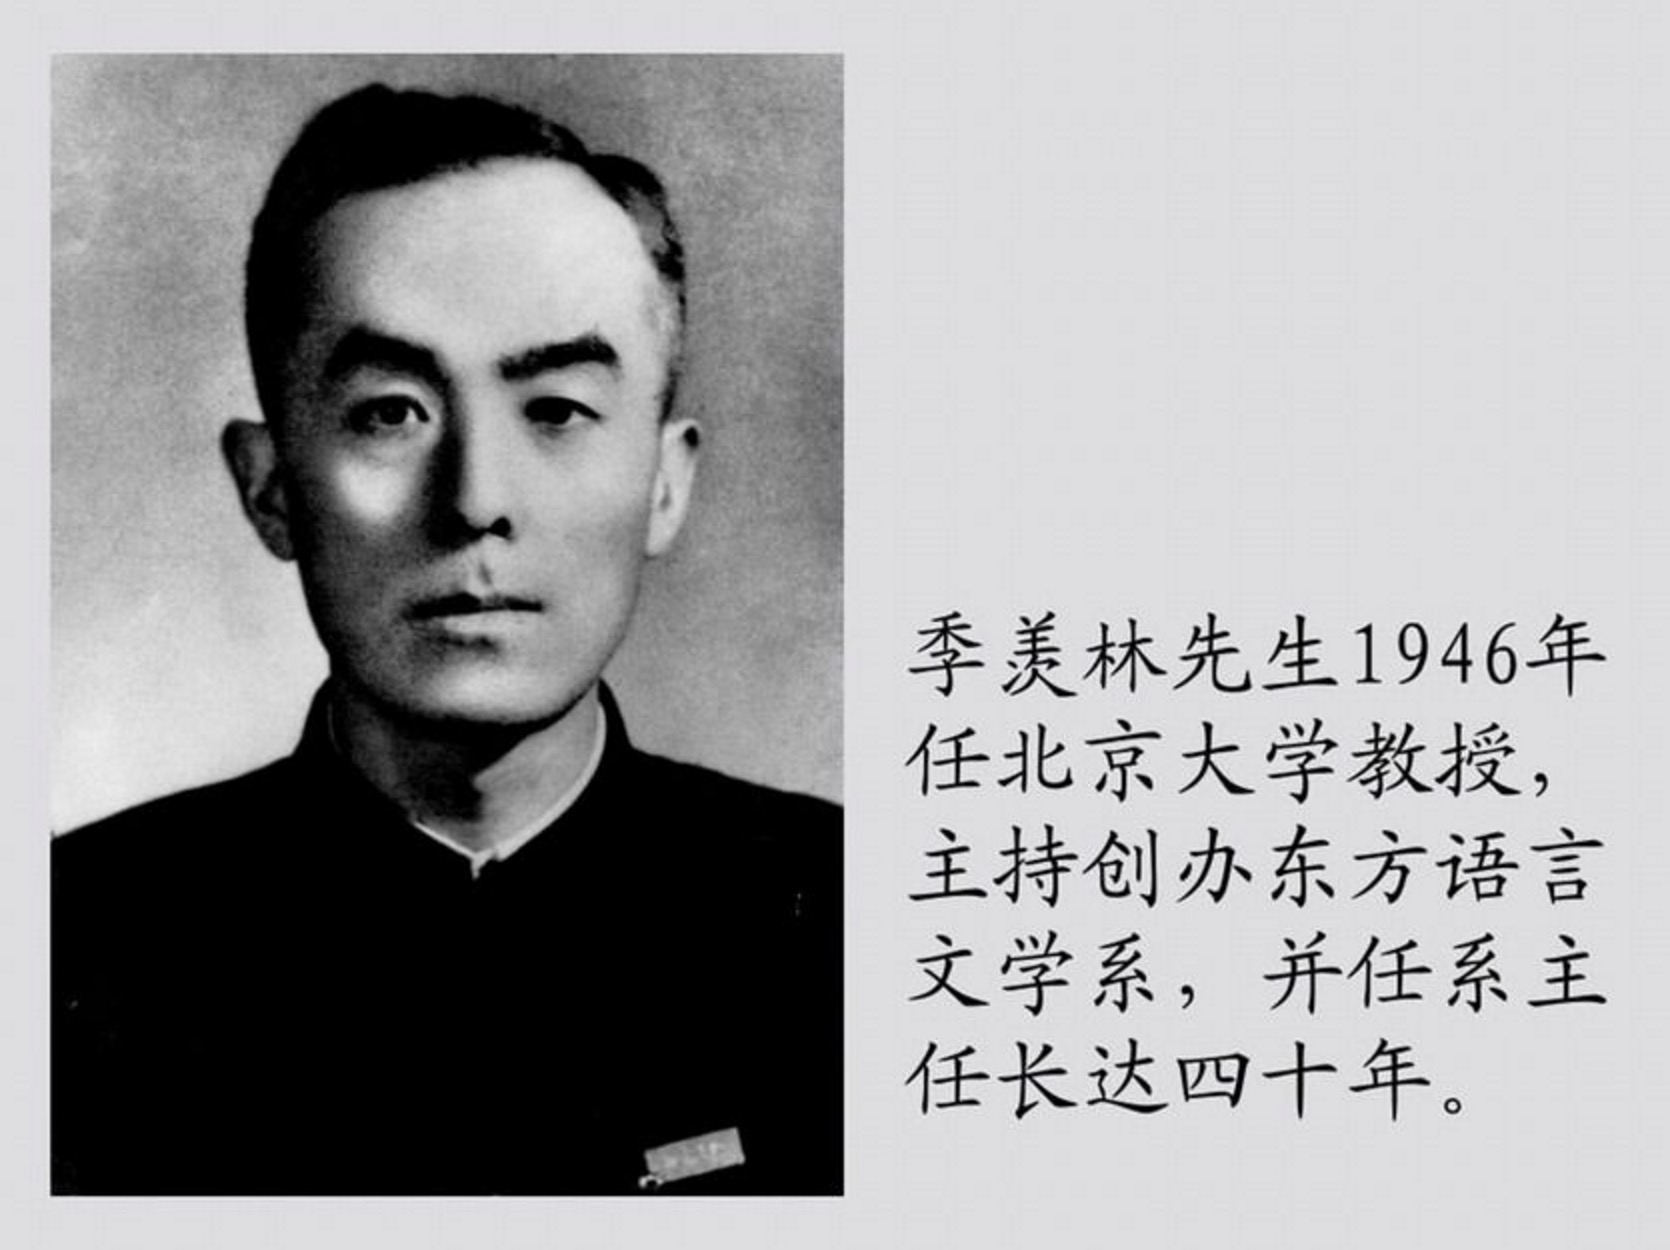 季羡林先生1946年
任北京大学教授，
主持创办东方语言
文学系，并任系主
任长达四十年。